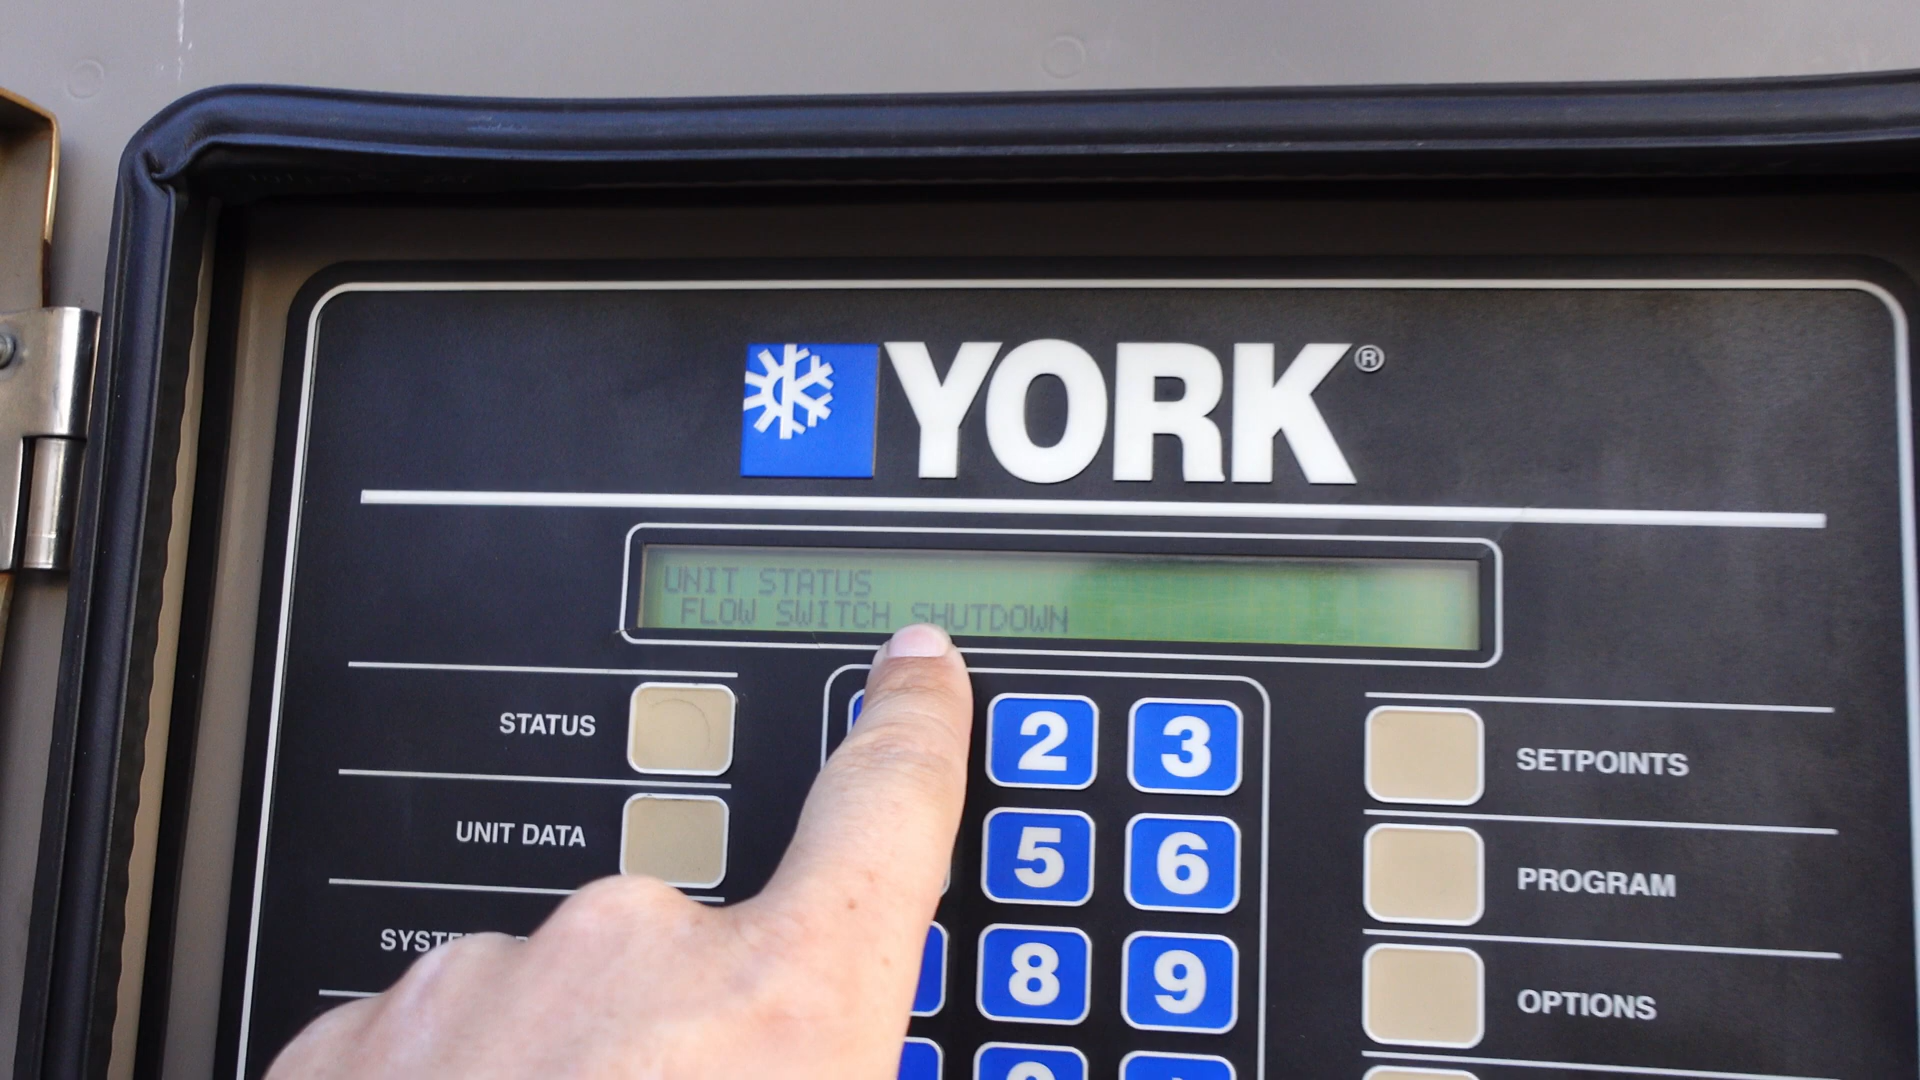 YORK®
UNIT STATUS
FLOW SWITCH SHUTDOWN
STATUS
UNIT DATA
2 3
5 6
8 9
SETPOINTS
PROGRAM
OPTIONS